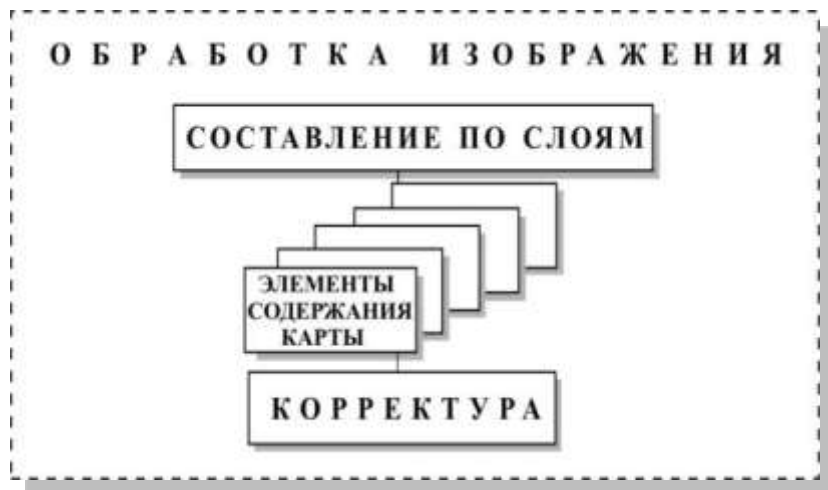 ОБРАБОТКА ИЗОБРАЖЕНИЯ
СОСТАВЛЕНИЕ ПО СЛОЯМ
ЭЛЕМЕНТЫ
СОДЕРЖАНИЯ
КАРТЫ
КОРРЕКТУРА